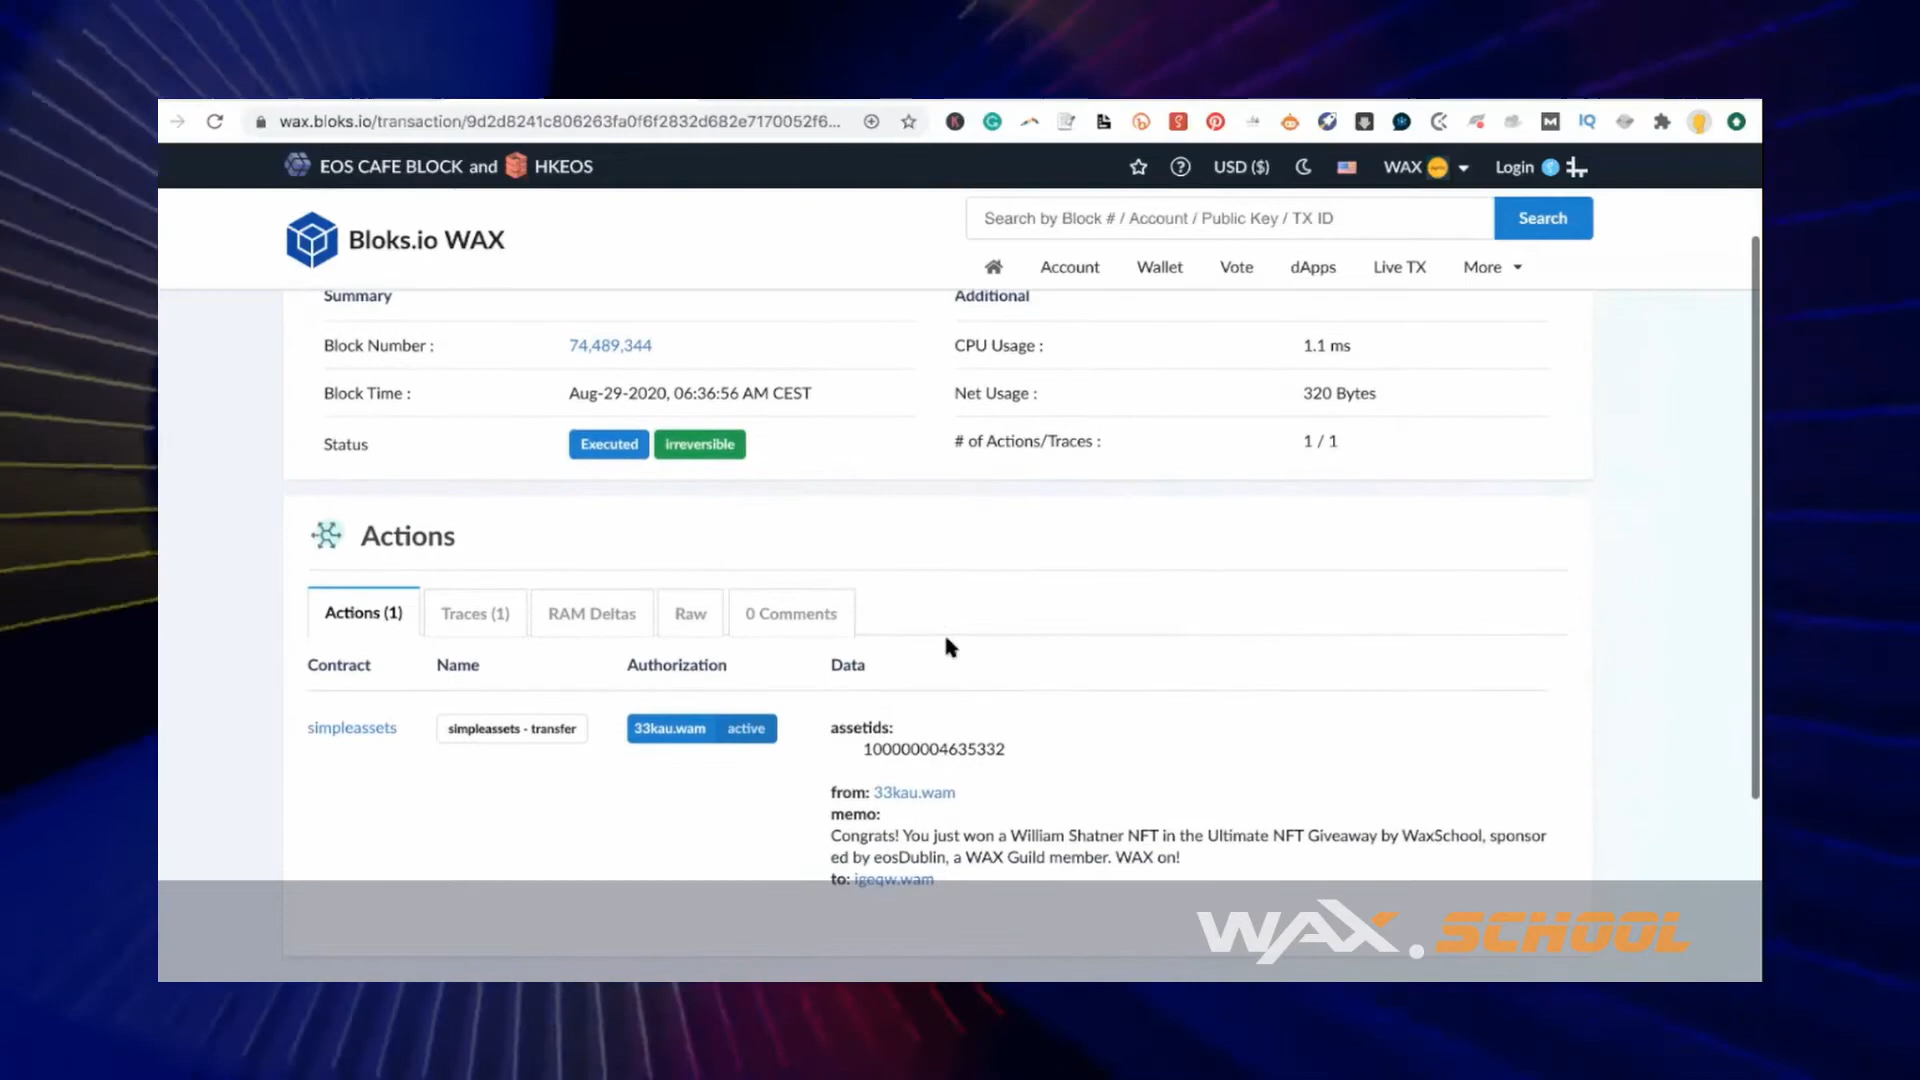 wax.bloks.io/transaction/9d2d8241c806263fa0f6f2832d682e7170052f6...
IQ
EOS CAFE BLOCK and HKEOS
USD ($)
WAX
Login
Bloks.io WAX
Search by Block # / Account / Public Key / TX ID
Search
Account
Wallet
Vote
dApps
Live TX
More
Summary
Additional
Block Number :
74,489,344
CPU Usage :
1.1 ms
Block Time :
Aug-29-2020, 06:36:56 AM CEST
Net Usage :
320 Bytes
Status
Executed
irreversible
# of Actions/Traces :
1 / 1
Actions
Actions (1)
Traces (1)
RAM Deltas
Raw
0 Comments
Contract
Name
Authorization
Data
simpleassets
simpleassets - transfer
33kau.wam active
assetids:
100000004635332
from: 33kau.wam
memo:
Congrats! You just won a William Shatner NFT in the Ultimate NFT Giveaway by WaxSchool, sponsor
ed by eosDublin, a WAX Guild member. WAX on!
to: igeqw.wam
WAX.SCHOOL